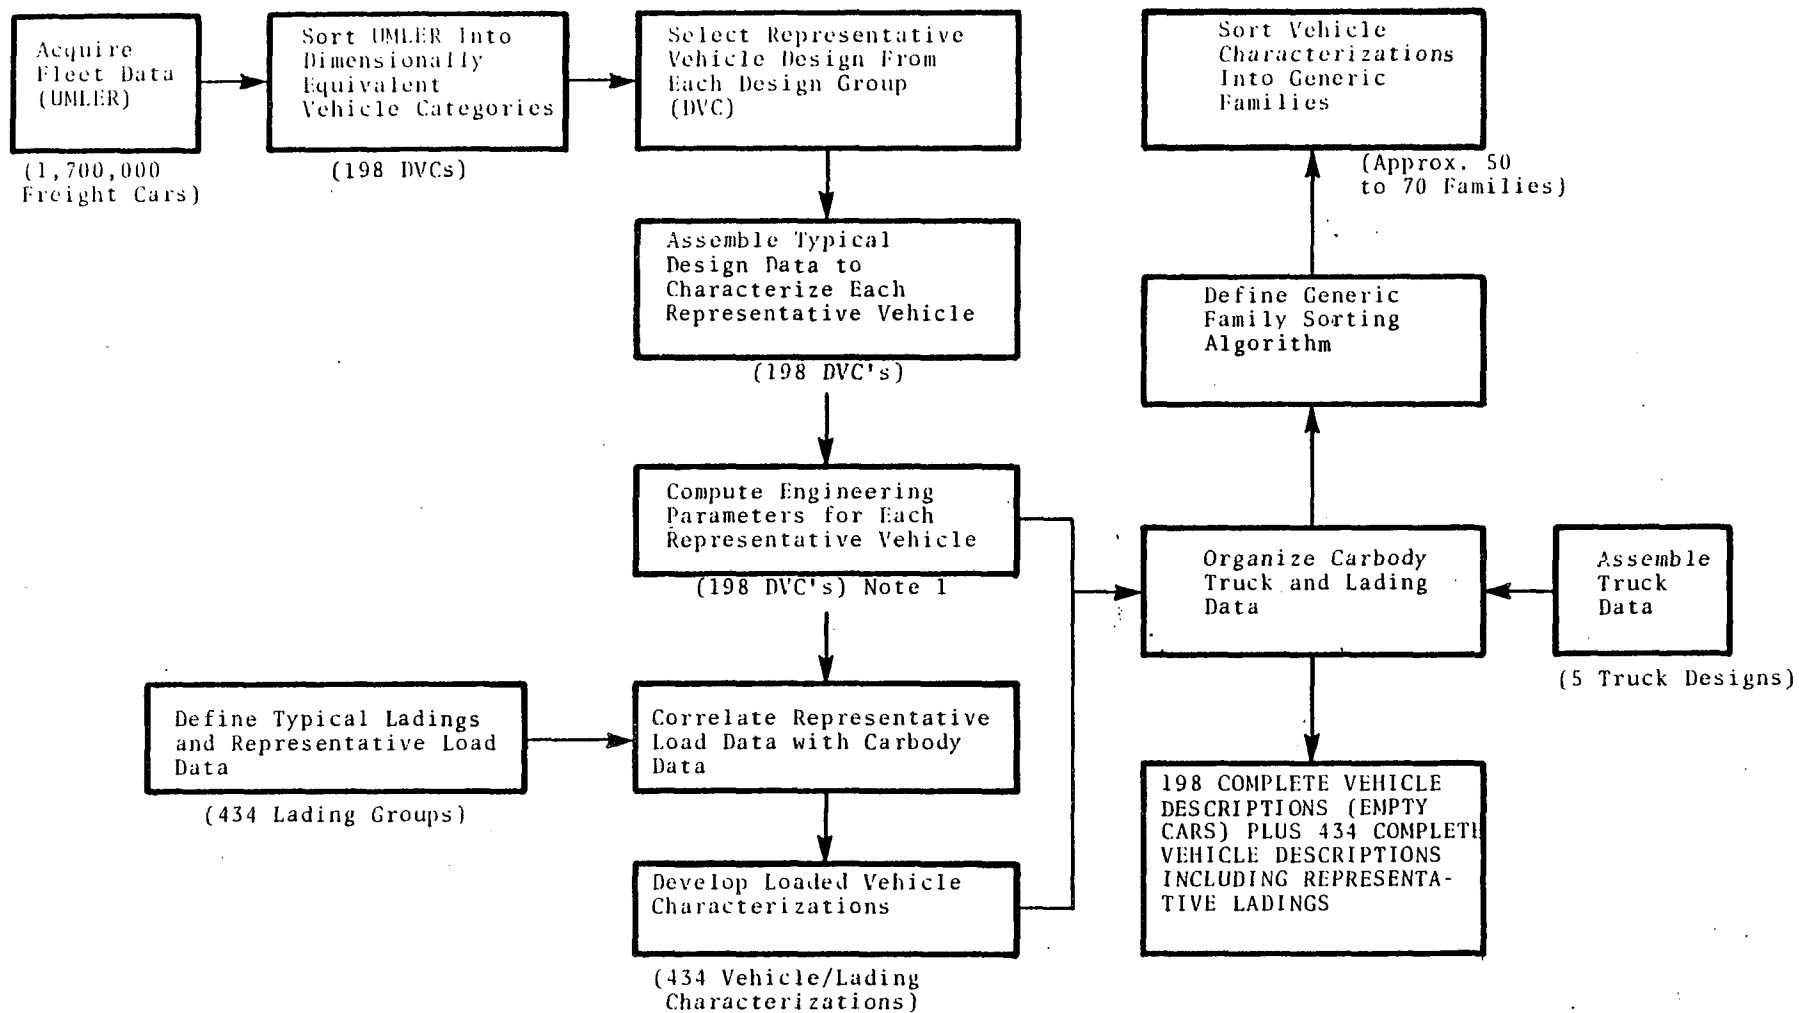 Acquire
Fleet Data
(UMLER)
(1,700,000
Freight Cars)
Sort UMLER Into
Dimensionally
Equivalent
Vehicle Categories
(198 DVCs)
Select Representative
Vehicle Design From
Each Design Group
(DVC)
Assemble Typical
Design Data to
Characterize Each
Representative Vehicle
(198 DVC's)
Compute Engineering
Parameters for Each
Representative Vehicle
(198 DVC's) Note 1
Define Typical Ladings
and Representative Load
Data
(434 Lading Groups)
Correlate Representative
Load Data with Carbody
Data
Develop Loaded Vehicle
Characterizations
(434 Vehicle/Lading
Characterizations)
Sort Vehicle
Characterizations
Into Generic
Families
(Approx. 50
to 70 Families)
Define Generic
Family Sorting
Algorithm
Organize Carbody
Truck and Lading
Data
Assemble
Truck
Data
(5 Truck Designs)
198 COMPLETE VEHICLE
DESCRIPTIONS (EMPTY
CARS) PLUS 434 COMPLETE
VEHICLE DESCRIPTIONS
INCLUDING REPRESENTA-
TIVE LADINGS